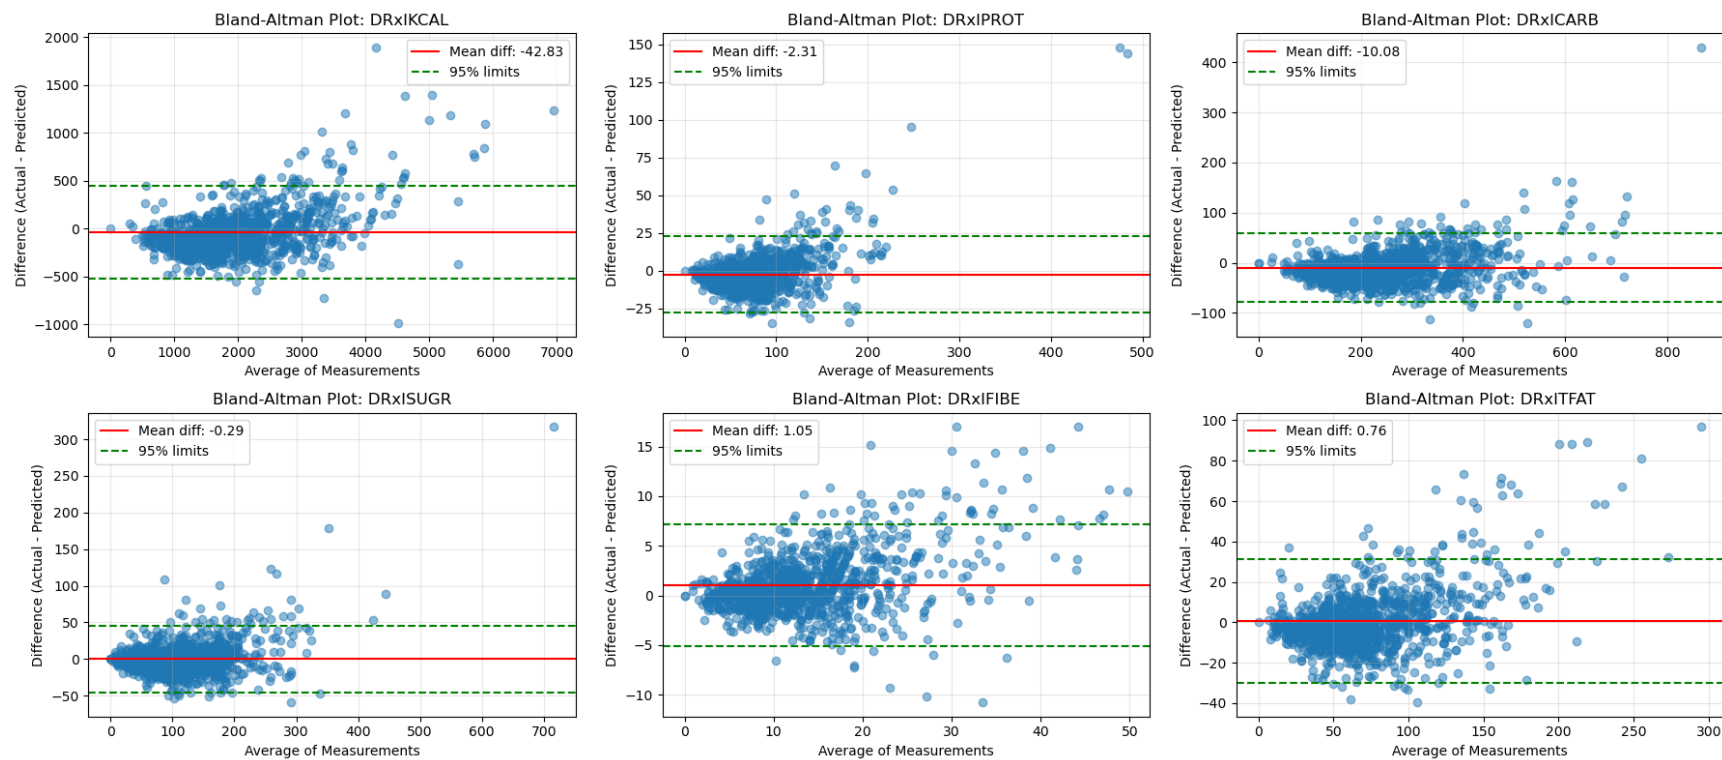 Bland-Altman Plot: DRxIKCAL
Difference (Actual - Predicted)
2000
1500
1000
500
0
−500
−1000
Mean diff: -42.83
95% limits
0 1000 2000 3000 4000 5000 6000 7000
Average of Measurements
Bland-Altman Plot: DRxIPROT
Difference (Actual - Predicted)
150
125
100
75
50
25
0
−25
Mean diff: -2.31
95% limits
0 100 200 300 400 500
Average of Measurements
Bland-Altman Plot: DRxICARB
Difference (Actual - Predicted)
400
300
200
100
0
−100
Mean diff: -10.08
95% limits
0 200 400 600 800
Average of Measurements
Bland-Altman Plot: DRxISUGR
Difference (Actual - Predicted)
300
250
200
150
100
50
0
−50
Mean diff: -0.29
95% limits
0 100 200 300 400 500 600 700
Average of Measurements
Bland-Altman Plot: DRxIFIBE
Difference (Actual - Predicted)
15
10
5
0
−5
−10
Mean diff: 1.05
95% limits
0 10 20 30 40 50
Average of Measurements
Bland-Altman Plot: DRxITFAT
Difference (Actual - Predicted)
100
80
60
40
20
0
−20
−40
Mean diff: 0.76
95% limits
0 50 100 150 200 250 300
Average of Measurements